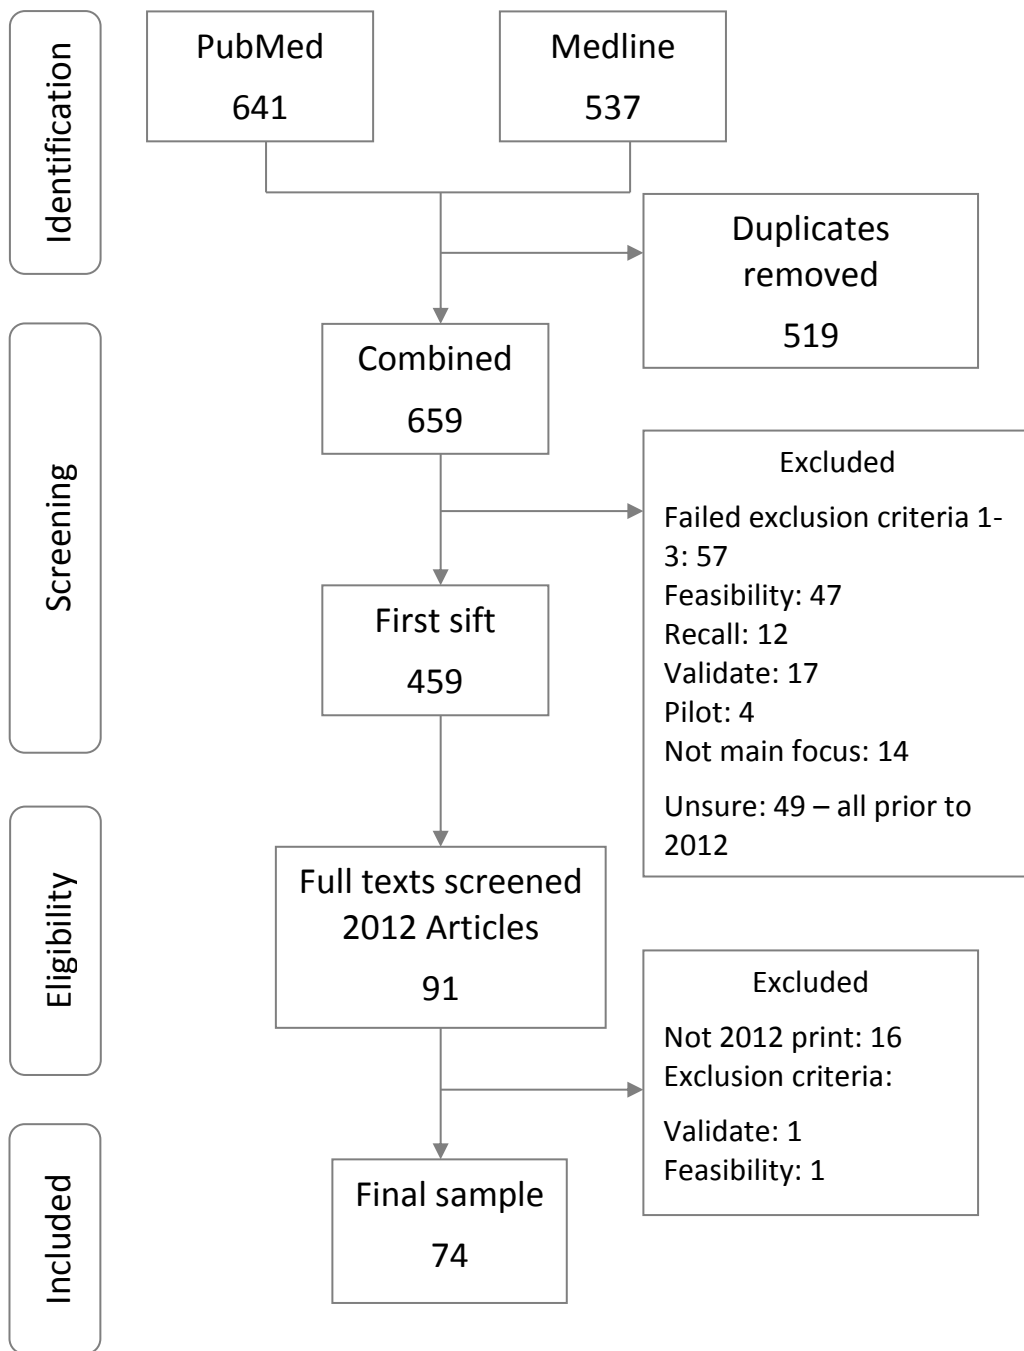 Identification
PubMed
641
Medline
537
Duplicates
removed
519
Screening
Combined
659
Excluded
Failed exclusion criteria 1-
3: 57
Feasibility: 47
Recall: 12
Validate: 17
Pilot: 4
Not main focus: 14
Unsure: 49 – all prior to
2012
First sift
459
Eligibility
Full texts screened
2012 Articles
91
Excluded
Not 2012 print: 16
Exclusion criteria:
Validate: 1
Feasibility: 1
Included
Final sample
74